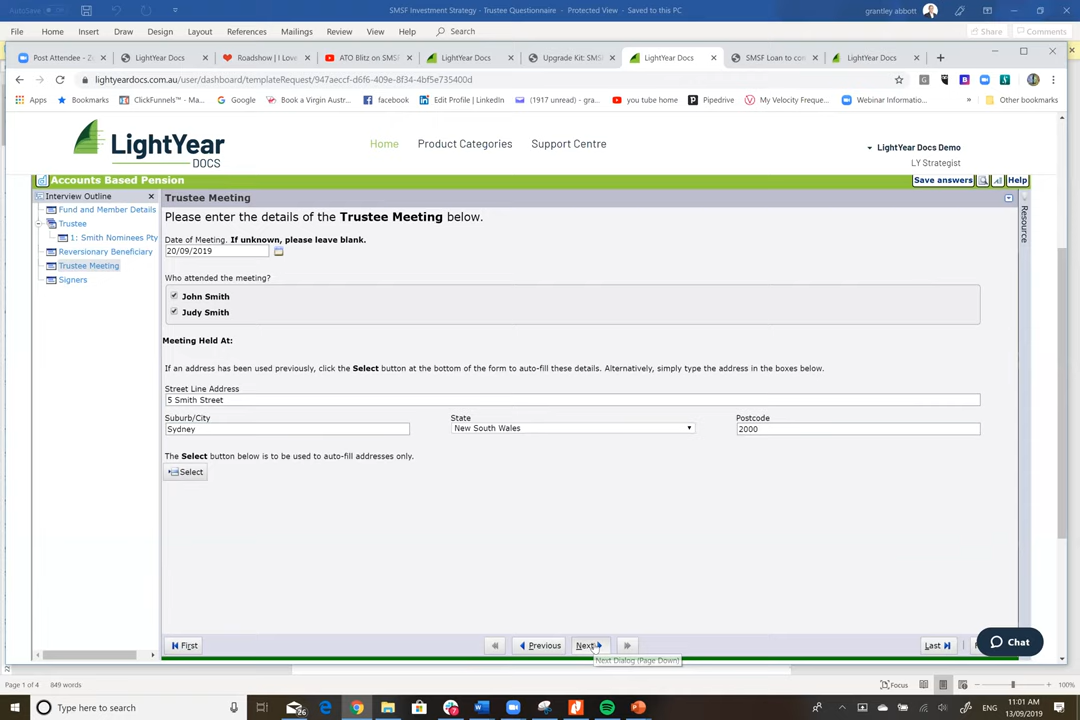 AutoSave
SMSF Investment Strategy - Trustee Questionnaire - Protected View - Saved to this PC
grantley abbott
File Home Insert Draw Design Layout References Mailings Review View Help Search Share Comments
Post Attendee - Z LightYear Docs Roadshow | I Love ATO Blitz on SMSF LightYear Docs Upgrade Kit: SMS LightYear Docs SMSF Loan to con LightYear Docs
lightyeardocs.com.au/user/dashboard/templateRequest/947aeccf-d6f6-409e-8f34-4bf5e735400d
Apps Bookmarks ClickFunnels™ - Ma... Google Book a Virgin Austr... facebook Edit Profile | LinkedIn (1917 unread) - gra... you tube home Pipedrive My Velocity Freque... Webinar Informatio... » Other bookmarks
LightYear
DOCS
Home Product Categories Support Centre
LightYear Docs Demo
LY Strategist
Accounts Based Pension
Save answers Help
Interview Outline
Fund and Member Details
Trustee
1: Smith Nominees Pty
Reversionary Beneficiary
Trustee Meeting
Signers
Trustee Meeting
Resource
Please enter the details of the Trustee Meeting below.
Date of Meeting. If unknown, please leave blank.
20/09/2019
Who attended the meeting?
John Smith
Judy Smith
Meeting Held At:
If an address has been used previously, click the Select button at the bottom of the form to auto-fill these details. Alternatively, simply type the address in the boxes below.
Street Line Address
5 Smith Street
Suburb/City State Postcode
Sydney New South Wales 2000
The Select button below is to be used to auto-fill addresses only.
Select
First Previous Next Last
Next Dialog (Page Down)
Chat
Page 1 of 4 849 words Focus 100%
Type here to search
26
ENG
11:01 AM
13/09/2019